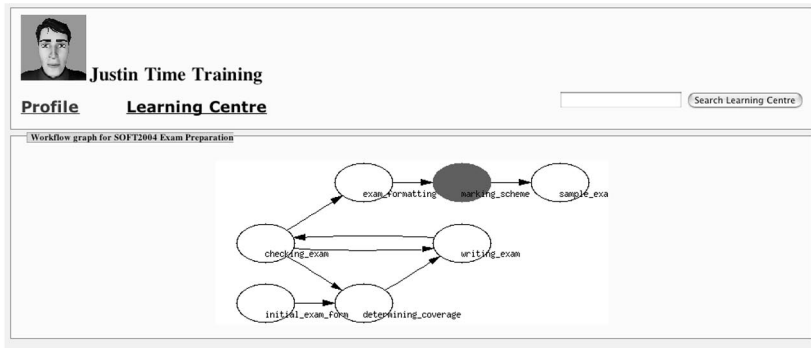 Justin Time Training
Profile Learning Centre
Search Learning Centre
Workflow graph for SOFT2004 Exam Preparation
exam_formatting marking_scheme sample_exa
checking_exam writing_exam
initial_exam_form determining_coverage